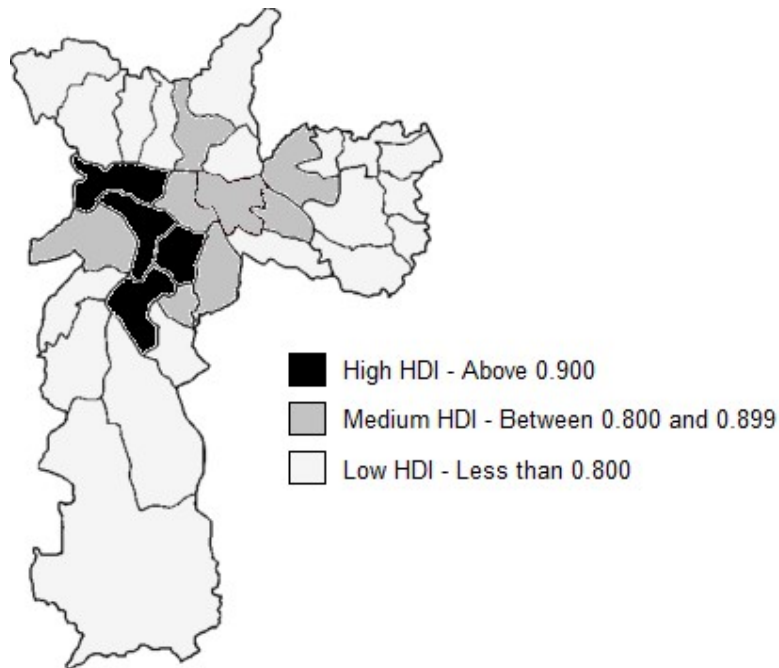 High HDI - Above 0.900
Medium HDI - Between 0.800 and 0.899
Low HDI - Less than 0.800